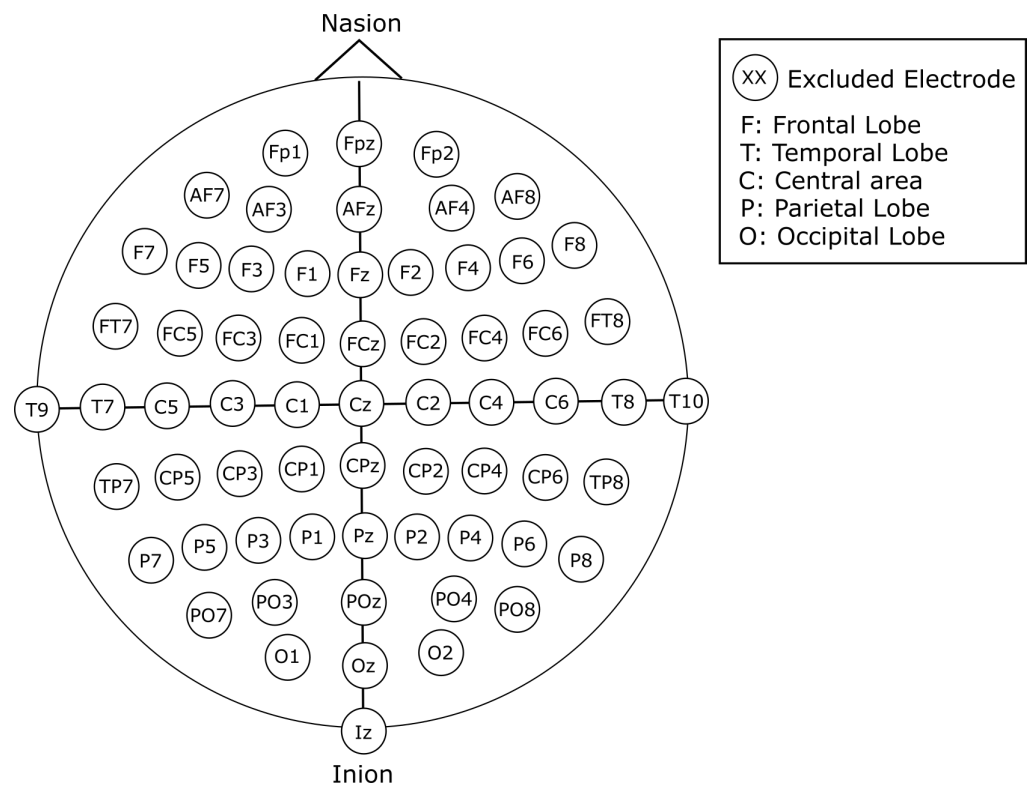 Nasion
XX Excluded Electrode
F: Frontal Lobe
T: Temporal Lobe
C: Central area
P: Parietal Lobe
O: Occipital Lobe
Fp1 Fpz Fp2
AF7 AF3 AFz AF4 AF8
F7 F5 F3 F1 Fz F2 F4 F6 F8
FT7 FC5 FC3 FC1 FCz FC2 FC4 FC6 FT8
T9 T7 C5 C3 C1 Cz C2 C4 C6 T8 T10
TP7 CP5 CP3 CP1 CPz CP2 CP4 CP6 TP8
P7 P5 P3 P1 Pz P2 P4 P6 P8
PO7 PO3 POz PO4 PO8
O1 Oz O2
Iz
Inion